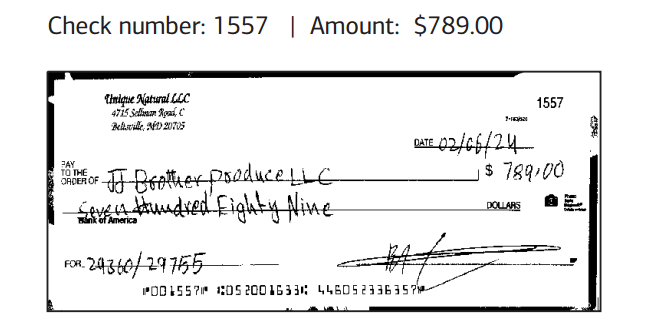 Check number: 1557 | Amount: $789.00
Unique Natural LLC
4715 Sellman Road, C
Beltsville, MD 20705
1557
DATE 02/06/24
PAY TO THE ORDER OF JJ Brother Produce LLC $ 789.00
Seven Hundred Eighty Nine DOLLARS
Bank of America
FOR 29360/29755
⑈001557⑈ ⑆052001633⑆ 446052336357⑈